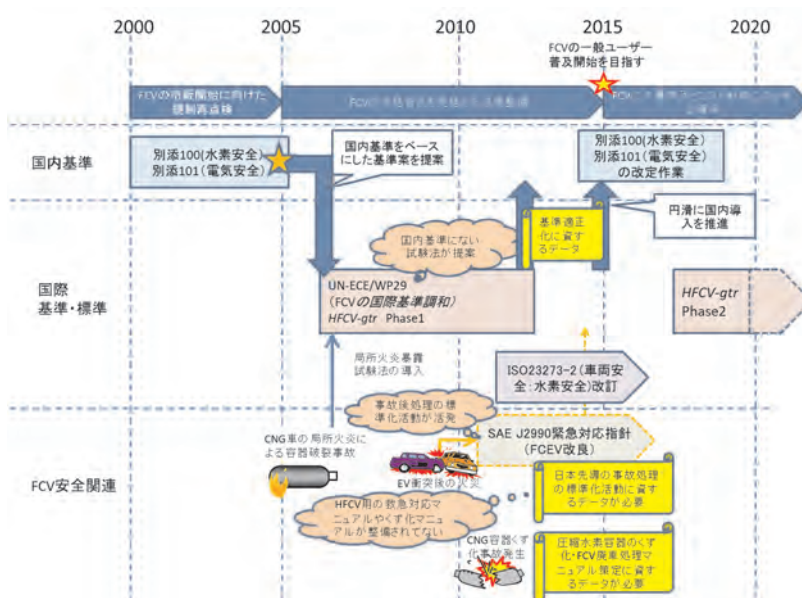 2000
2005
2010
2015
2020
FCVの一般ユーザー
普及開始を目指す
FCVの
開始に向けた
規制再点検
国内基準
別添100(水素安全)
別添101(電気安全)
国内基準をベース
にした基準案を提案
別添100(水素安全)
別添101(電気安全)
の改定作業
国際
基準・標準
国内基準にない
試験法が提案
基準適正
化に資す
るデータ
円滑に国内導
入を推進
UN-ECE/WP29
(FCVの国際基準調和)
HFCV-gtr Phase1
HFCV-gtr
Phase2
局所火炎暴露
試験法の導入
ISO23273-2(車両安
全:水素安全)改訂
FCV安全関連
事故後処理の標
準化活動が活発
CNG車の局所火炎によ
る容器破裂事故
SAE J2990緊急対応指針
(FCEV改良)
EV衝突後の火災
HFCV用の救急対応マ
ニュアルやくず化マニュ
アルが整備されてない
日本先導の事故処理
の標準化活動に資す
るデータが必要
CNG容器くず
化事故発生
圧縮水素容器のくず
化・FCV廃車処理マ
ニュアル策定に資す
るデータが必要